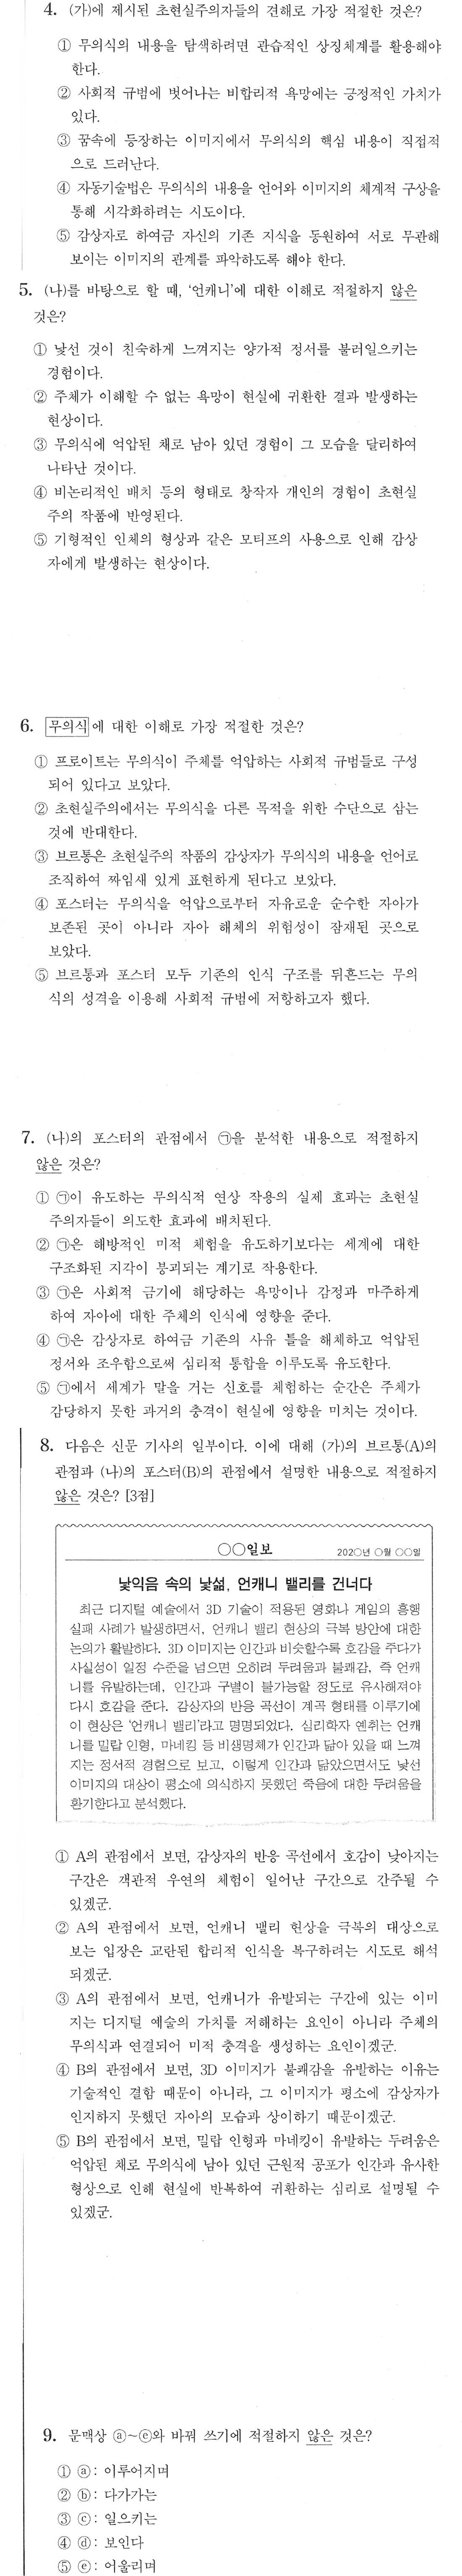 4. (가)에 제시된 초현실주의자들의 견해로 가장 적절한 것은?
① 무의식의 내용을 탐색하려면 관습적인 상징체계를 활용해야
한다.
② 사회적 규범에 벗어나는 비합리적 욕망에는 긍정적인 가치가
있다.
③ 꿈속에 등장하는 이미지에서 무의식의 핵심 내용이 직접적
으로 드러난다.
④ 자동기술법은 무의식의 내용을 언어와 이미지의 체계적 구상을
통해 시각화하려는 시도이다.
⑤ 감상자로 하여금 자신의 기존 지식을 동원하여 서로 무관해
보이는 이미지의 관계를 파악하도록 해야 한다.
5. (나)를 바탕으로 할 때, ‘언캐니’에 대한 이해로 적절하지 않은
것은?
① 낯선 것이 친숙하게 느껴지는 양가적 정서를 불러일으키는
경험이다.
② 주체가 이해할 수 없는 욕망이 현실에 귀환한 결과 발생하는
현상이다.
③ 무의식에 억압된 채로 남아 있던 경험이 그 모습을 달리하여
나타난 것이다.
④ 비논리적인 배치 등의 형태로 창작자 개인의 경험이 초현실
주의 작품에 반영된다.
⑤ 기형적인 인체의 형상과 같은 모티프의 사용으로 인해 감상
자에게 발생하는 현상이다.
6. 무의식에 대한 이해로 가장 적절한 것은?
① 프로이트는 무의식이 주체를 억압하는 사회적 규범들로 구성
되어 있다고 보았다.
② 초현실주의에서는 무의식을 다른 목적을 위한 수단으로 삼는
것에 반대한다.
③ 브르통은 초현실주의 작품의 감상자가 무의식의 내용을 언어로
조직하여 짜임새 있게 표현하게 된다고 보았다.
④ 포스터는 무의식을 억압으로부터 자유로운 순수한 자아가
보존된 곳이 아니라 자아 해체의 위험성이 잠재된 곳으로
보았다.
⑤ 브르통과 포스터 모두 기존의 인식 구조를 뒤흔드는 무의
식의 성격을 이용해 사회적 규범에 저항하고자 했다.
7. (나)의 포스터의 관점에서 ㉠을 분석한 내용으로 적절하지
않은 것은?
① ㉠이 유도하는 무의식적 연상 작용의 실제 효과는 초현실
주의자들이 의도한 효과에 배치된다.
② ㉠은 해방적인 미적 체험을 유도하기보다는 세계에 대한
구조화된 지각이 붕괴되는 계기로 작용한다.
③ ㉠은 사회적 금기에 해당하는 욕망이나 감정과 마주하게
하여 자아에 대한 주체의 인식에 영향을 준다.
④ ㉠은 감상자로 하여금 기존의 사유 틀을 해체하고 억압된
정서와 조우함으로써 심리적 통합을 이루도록 유도한다.
⑤ ㉠에서 세계가 말을 거는 신호를 체험하는 순간은 주체가
감당하지 못한 과거의 충격이 현실에 영향을 미치는 것이다.
8. 다음은 신문 기사의 일부이다. 이에 대해 (가)의 브르통(A)의
관점과 (나)의 포스터(B)의 관점에서 설명한 내용으로 적절하지
않은 것은? [3점]
○○일보 202○년 ○월 ○○일
낯익음 속의 낯섦, 언캐니 밸리를 건너다
최근 디지털 예술에서 3D 기술이 적용된 영화나 게임의 흥행
실패 사례가 발생하면서, 언캐니 밸리 현상의 극복 방안에 대한
논의가 활발하다. 3D 이미지는 인간과 비슷할수록 호감을 주다가
사실성이 일정 수준을 넘으면 오히려 두려움과 불쾌감, 즉 언캐
니를 유발하는데, 인간과 구별이 불가능할 정도로 유사해져야
다시 호감을 준다. 감상자의 반응 곡선이 계곡 형태를 이루기에
이 현상은 ‘언캐니 밸리’라고 명명되었다. 심리학자 옌취는 언캐
니를 밀랍 인형, 마네킹 등 비생명체가 인간과 닮아 있을 때 느껴
지는 정서적 경험으로 보고, 이렇게 인간과 닮았으면서도 낯선
이미지의 대상이 평소에 의식하지 못했던 죽음에 대한 두려움을
환기한다고 분석했다.
① A의 관점에서 보면, 감상자의 반응 곡선에서 호감이 낮아지는
구간은 객관적 우연의 체험이 일어난 구간으로 간주될 수
있겠군.
② A의 관점에서 보면, 언캐니 밸리 현상을 극복의 대상으로
보는 입장은 교란된 합리적 인식을 복구하려는 시도로 해석
되겠군.
③ A의 관점에서 보면, 언캐니가 유발되는 구간에 있는 이미
지는 디지털 예술의 가치를 저해하는 요인이 아니라 주체의
무의식과 연결되어 미적 충격을 생성하는 요인이겠군.
④ B의 관점에서 보면, 3D 이미지가 불쾌감을 유발하는 이유는
기술적인 결함 때문이 아니라, 그 이미지가 평소에 감상자가
인지하지 못했던 자아의 모습과 상이하기 때문이겠군.
⑤ B의 관점에서 보면, 밀랍 인형과 마네킹이 유발하는 두려움은
억압된 채로 무의식에 남아 있던 근원적 공포가 인간과 유사한
형상으로 인해 현실에 반복하여 귀환하는 심리로 설명될 수
있겠군.
9. 문맥상 ⓐ~ⓔ와 바꿔 쓰기에 적절하지 않은 것은?
① ⓐ: 이루어지며
② ⓑ: 다가가는
③ ⓒ: 일으키는
④ ⓓ: 보인다
⑤ ⓔ: 어울리며